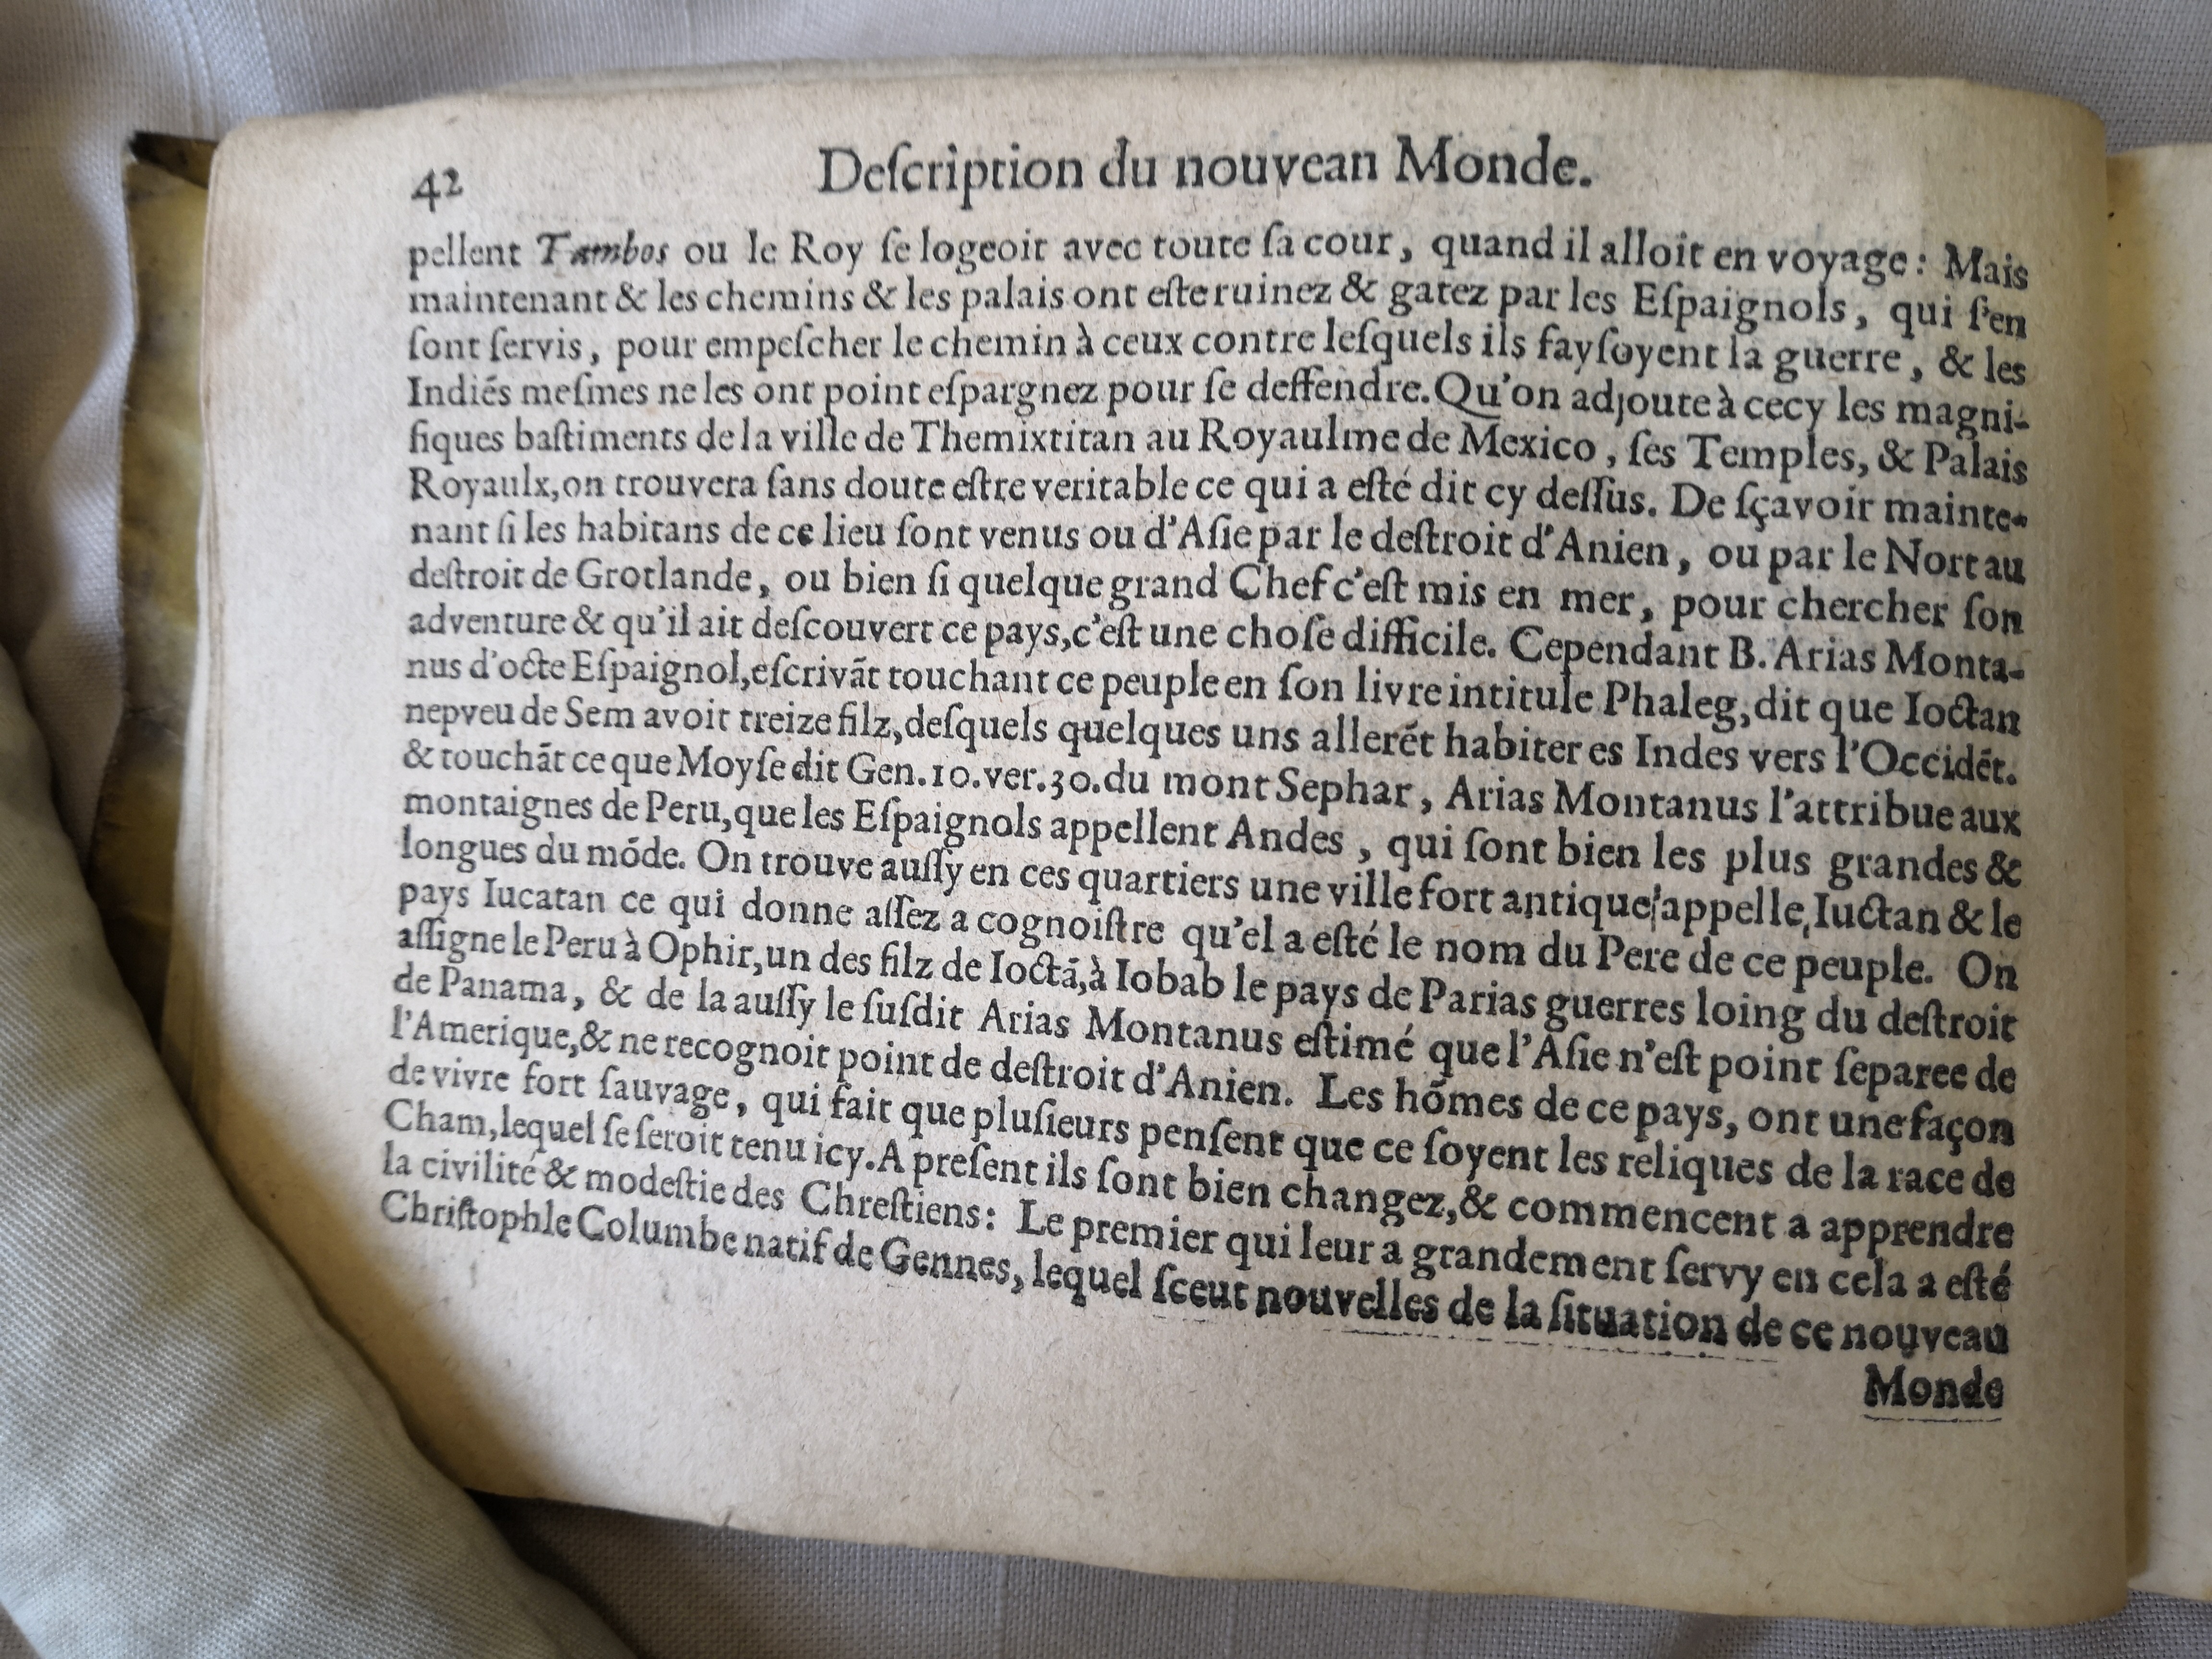 42 Deſcription du nouvean Monde.
pellent Tambos ou le Roy ſe logeoit avec toute ſa cour, quand il alloit en voyage: Mais
maintenant & les chemins & les palais ont eſte ruinez & gatez par les Eſpaignols, qui ſ'en
ſont ſervis, pour empeſcher le chemin à ceux contre leſquels ils fayſoyent la guerre, & les
Indiés meſmes ne les ont point eſpargnez pour ſe deffendre. Qu'on adjoute à cecy les magni-
fiques baſtiments de la ville de Themixtitan au Royaulme de Mexico, ſes Temples, & Palais
Royaulx, on trouvera ſans doute eſtre veritable ce qui a eſté dit cy deſſus. De ſçavoir mainte-
nant ſi les habitans de ce lieu ſont venus ou d'Aſie par le deſtroit d'Anien, ou par le Nort au
deſtroit de Grotlande, ou bien ſi quelque grand Chef c'eſt mis en mer, pour chercher ſon
adventure & qu'il ait deſcouvert ce pays, c'eſt une choſe difficile. Cependant B. Arias Monta-
nus d'octe Eſpaignol, eſcrivãt touchant ce peuple en ſon livre intitule Phaleg, dit que Ioctan
nepveu de Sem avoit treize filz, deſquels quelques uns allerét habiter es Indes vers l'Occidét.
& touchãt ce que Moyſe dit Gen. 10. ver. 30. du mont Sephar, Arias Montanus l'attribue aux
montaignes de Peru, que les Eſpaignols appellent Andes, qui ſont bien les plus grandes &
longues du móde. On trouve auſſy en ces quartiers une ville fort antique appelle, Iuctan & le
pays Iucatan ce qui donne aſſez a cognoiſtre qu'el a eſté le nom du Pere de ce peuple. On
aſſigne le Peru à Ophir, un des filz de Ioctã, à Iobab le pays de Parias guerres loing du deſtroit
de Panama, & de la auſſy le ſuſdit Arias Montanus eſtimé que l'Aſie n'eſt point ſeparee de
l'Amerique, & ne recognoit point de deſtroit d'Anien. Les hõmes de ce pays, ont une façon
de vivre fort ſauvage, qui fait que pluſieurs penſent que ce ſoyent les reliques de la race de
Cham, lequel ſe ſeroit tenu icy. A preſent ils ſont bien changez, & commencent a apprendre
la civilité & modeſtie des Chreſtiens: Le premier qui leur a grandement ſervy en cela a eſté
Chriſtophle Columbe natif de Gennes, lequel ſceut nouvelles de la ſituation de ce nouveau
Monde